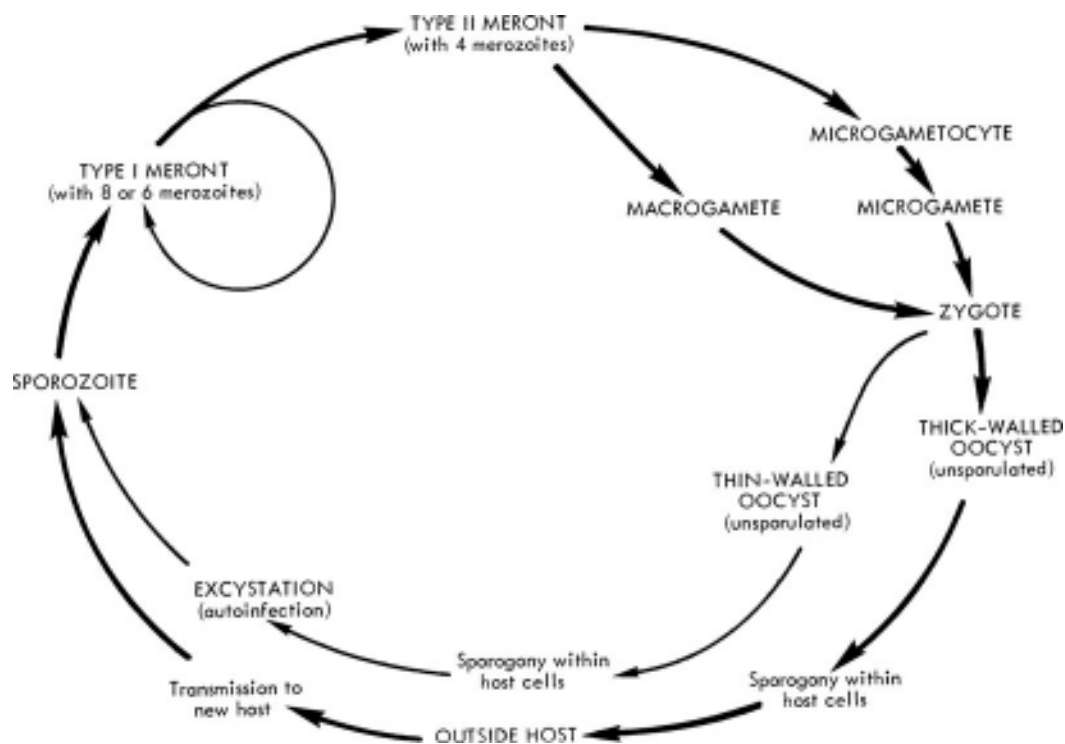 TYPE II MERONT
(with 4 merozoites)
MICROGAMETOCYTE
TYPE I MERONT
(with 8 or 6 merozoites)
MACROGAMETE
MICROGAMETE
ZYGOTE
SPOROZOITE
THICK-WALLED
OOCYST
(unsporulated)
THIN-WALLED
OOCYST
(unsporulated)
EXCYSTATION
(autoinfection)
Sporogony within
host cells
Sporogony within
host cells
Transmission to
new host
OUTSIDE HOST